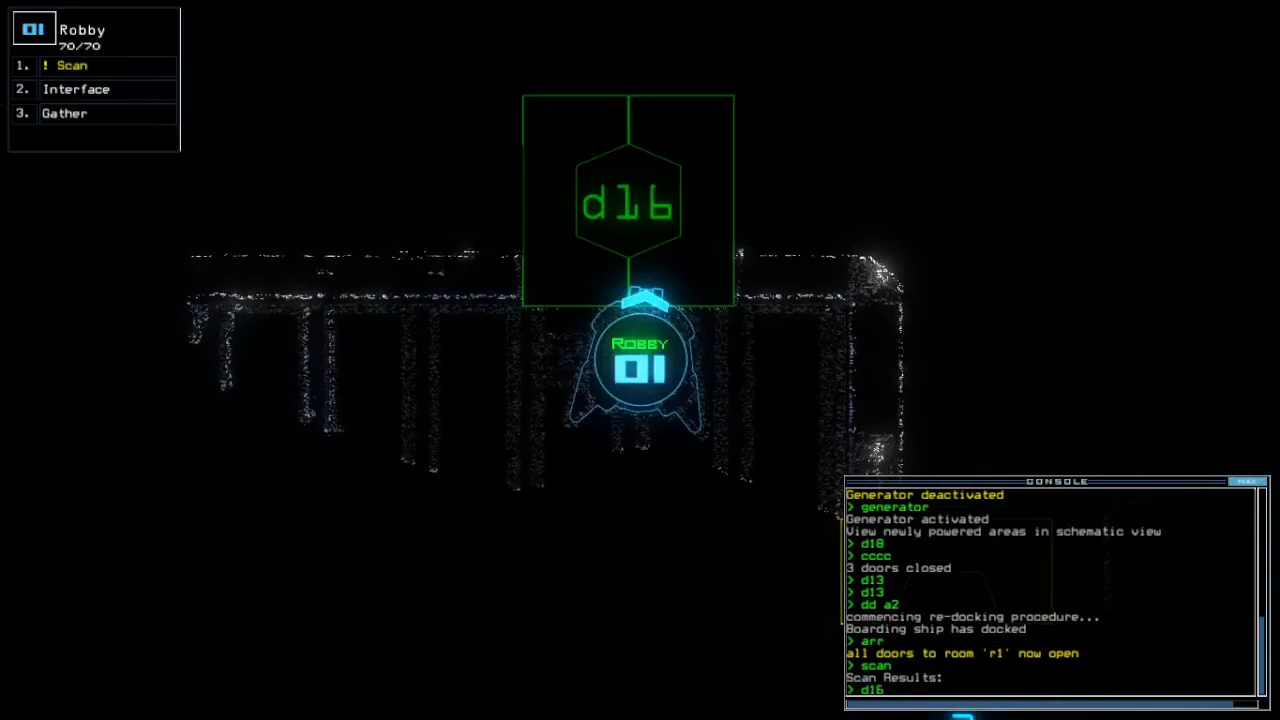 01 Robby
70/70
1. ! Scan
2. Interface
3. Gather
d16
Robby
01
CONSOLE
MAX
Generator deactivated
> generator
Generator activated
View newly powered areas in schematic view
> d18
> cccc
3 doors closed
> d13
> d13
> dd a2
commencing re-docking procedure...
Boarding ship has docked
> arr
all doors to room 'r1' now open
> scan
Scan Results:
> d16